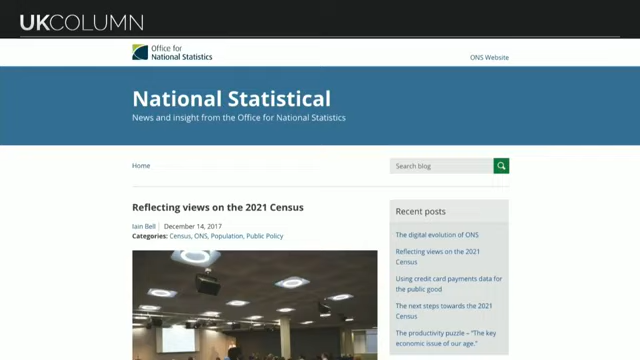 UKCOLUMN
Office for
National Statistics
ONS Website
National Statistical
News and insight from the Office for National Statistics
Home
Search blog
Reflecting views on the 2021 Census
Iain Bell | December 14, 2017
Categories: Census, ONS, Population, Public Policy
Recent posts
The digital evolution of ONS
Reflecting views on the 2021
Census
Using credit card payments data for
the public good
The next steps towards the 2021
Census
The productivity puzzle – "The key
economic issue of our age."